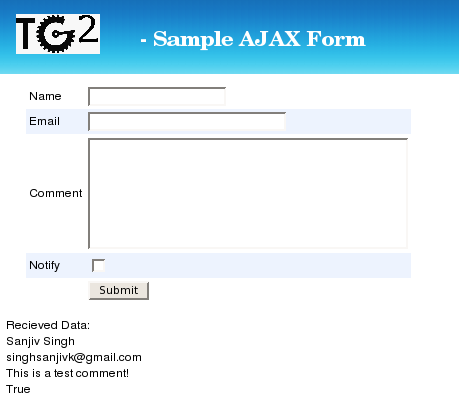 TG2 - Sample AJAX Form
Name
Email
Comment
Notify
Submit
Recieved Data:
Sanjiv Singh
singhsanjivk@gmail.com
This is a test comment!
True